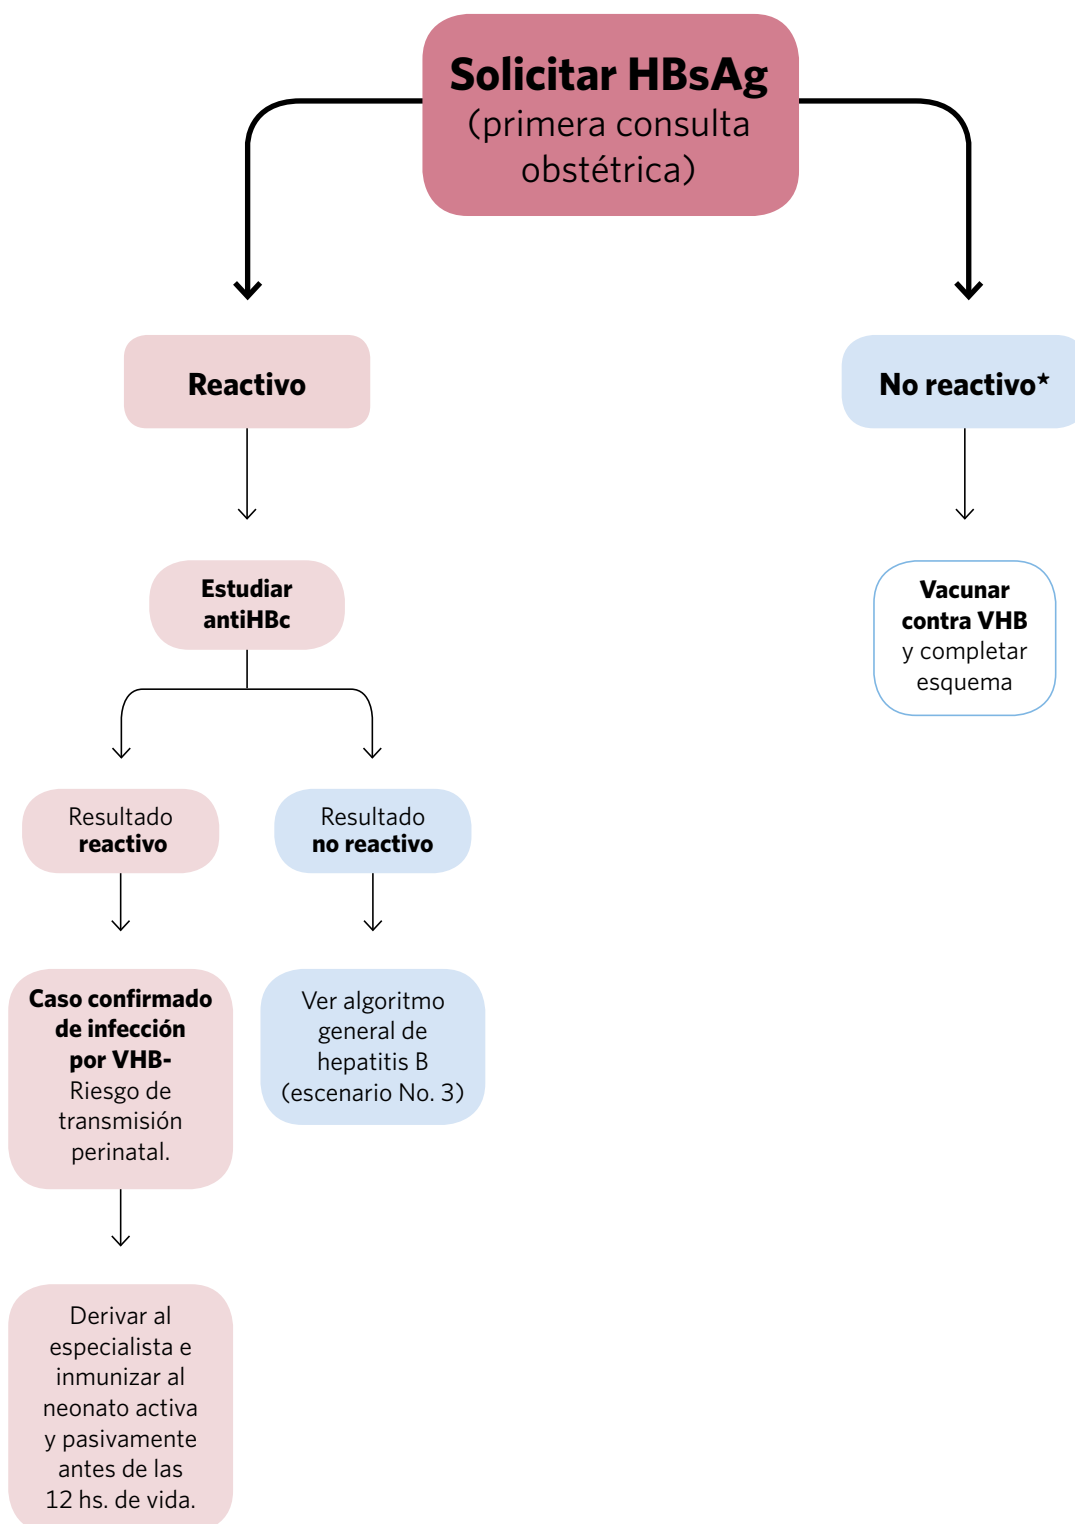 Solicitar HBsAg
(primera consulta
obstétrica)
Reactivo
No reactivo★
Estudiar
antiHBc
Vacunar
contra VHB
y completar
esquema
Resultado
reactivo
Resultado
no reactivo
Caso confirmado
de infección
por VHB-
Riesgo de
transmisión
perinatal.
Ver algoritmo
general de
hepatitis B
(escenario No. 3)
Derivar al
especialista e
inmunizar al
neonato activa
y pasivamente
antes de las
12 hs. de vida.